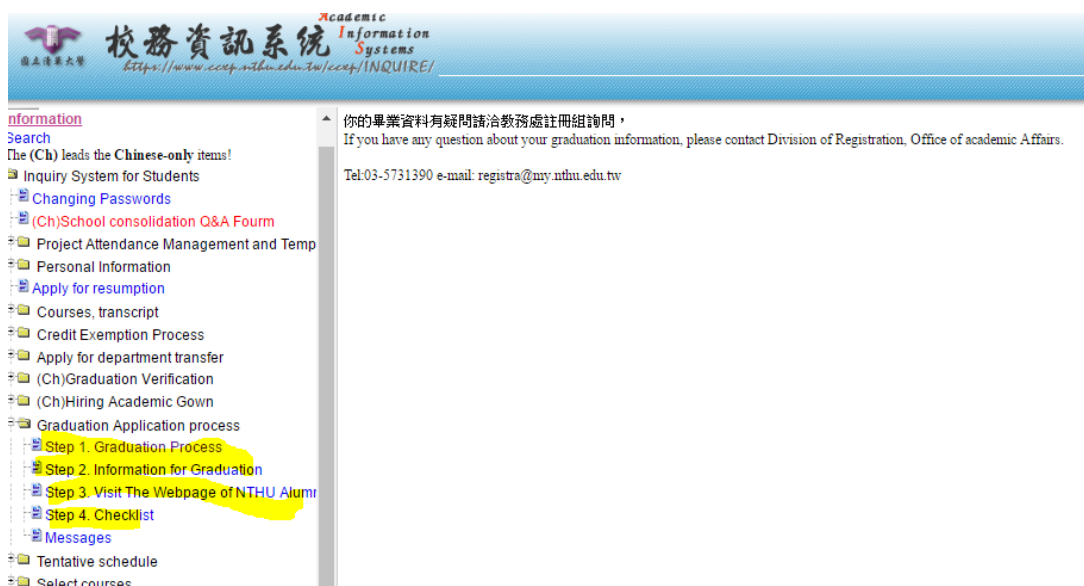 Academic
Information
Systems
國立清華大學
校務資訊系統
https://www.ccxp.nthu.edu.tw/ccxp/INQUIRE/
nformation
Search
The (Ch) leads the Chinese-only items!
Inquiry System for Students
Changing Passwords
(Ch)School consolidation Q&A Fourm
Project Attendance Management and Temp
Personal Information
Apply for resumption
Courses, transcript
Credit Exemption Process
Apply for department transfer
(Ch)Graduation Verification
(Ch)Hiring Academic Gown
Graduation Application process
Step 1. Graduation Process
Step 2. Information for Graduation
Step 3. Visit The Webpage of NTHU Alumn
Step 4. Checklist
Messages
Tentative schedule
Select courses
你的畢業資料有疑問請洽教務處註冊組詢問，
If you have any question about your graduation information, please contact Division of Registration, Office of academic Affairs.
Tel:03-5731390 e-mail: registra@my.nthu.edu.tw